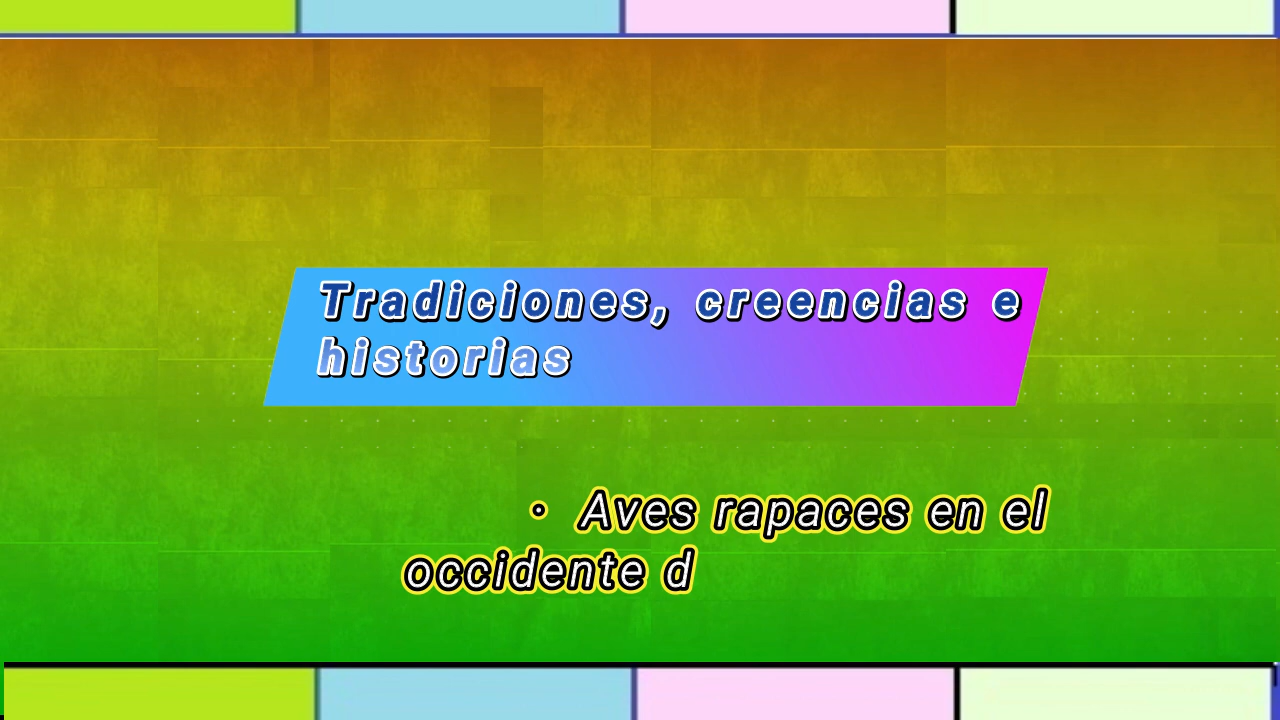 Tradiciones, creencias e
historias
• Aves rapaces en el
occidente d